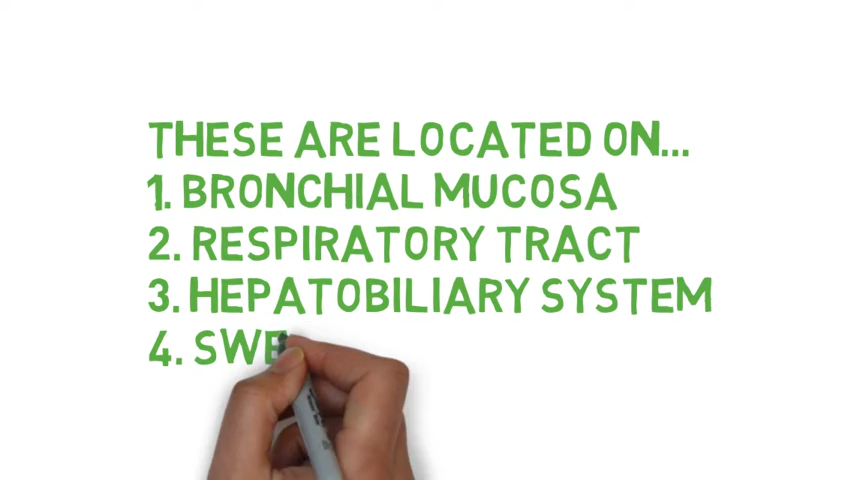 THESE ARE LOCATED ON...
1. BRONCHIAL MUCOSA
2. RESPIRATORY TRACT
3. HEPATOBILIARY SYSTEM
4. SWE